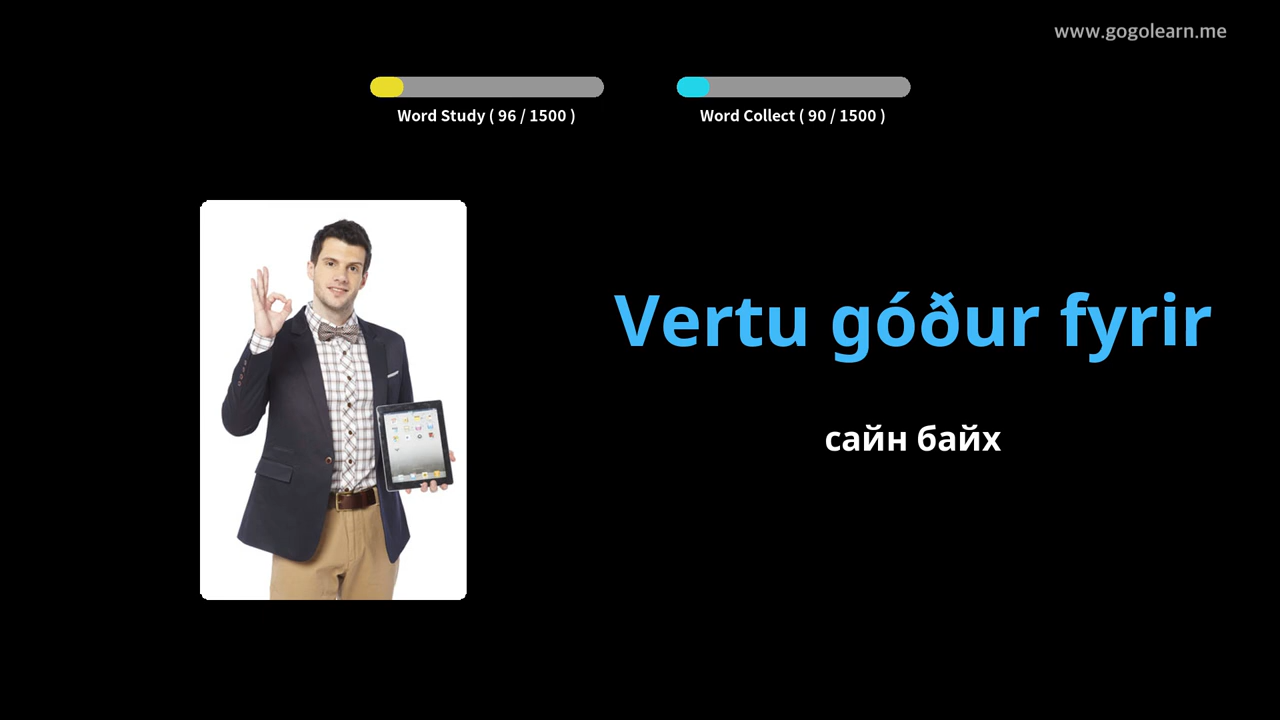 www.gogolearn.me
Word Study ( 96 / 1500 )
Word Collect ( 90 / 1500 )
Vertu góður fyrir
сайн байх